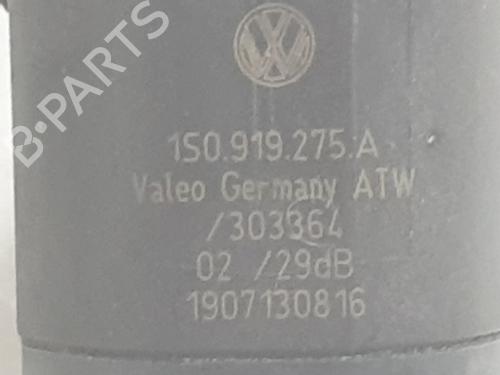 B-PARTS
1S0.919.275.A
Valeo Germany ATW
/303364
02 /29dB
1907130816